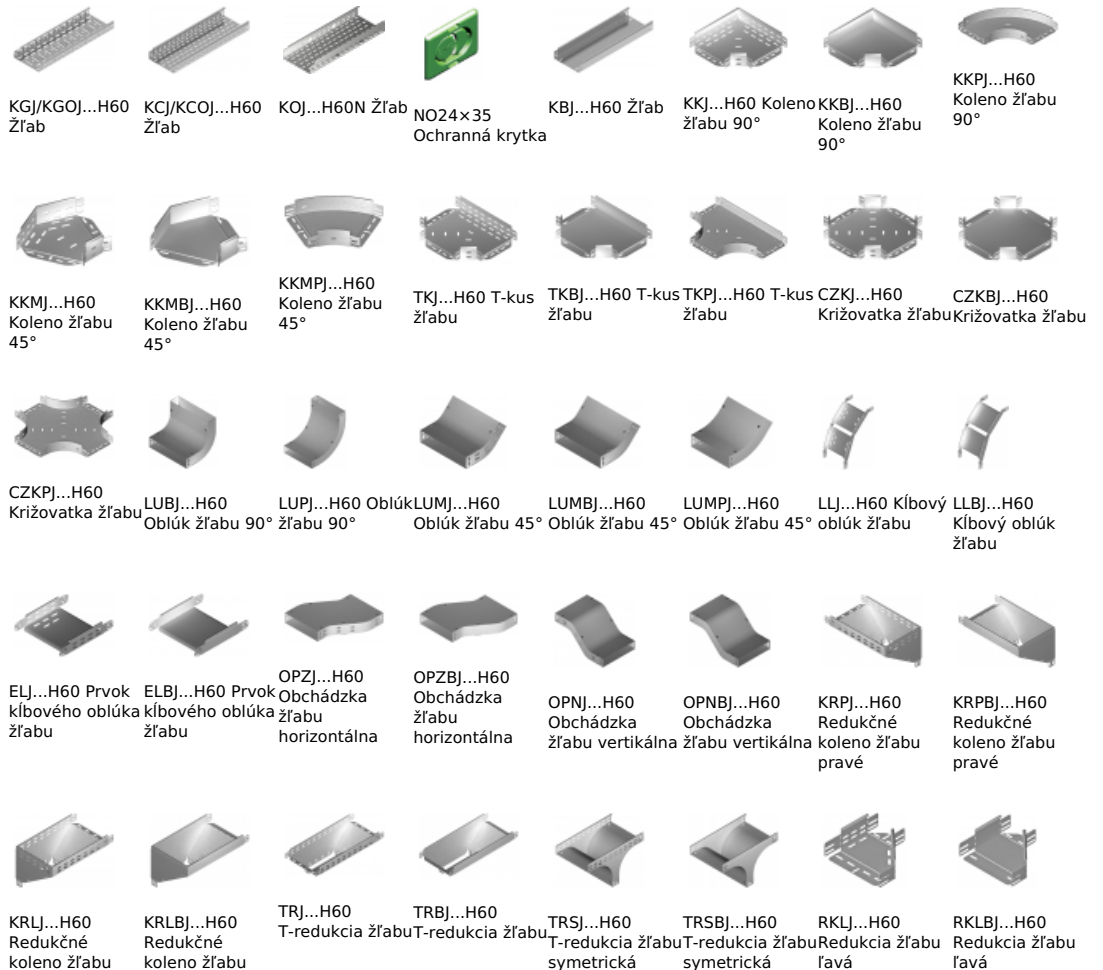 KGJ/KGOJ...H60
Žľab
KCJ/KCOJ...H60
Žľab
KOJ...H60N Žľab
NO24×35
Ochranná krytka
KBJ...H60 Žľab
KKJ...H60 Koleno
žľabu 90°
KKBJ...H60
Koleno žľabu
90°
KKPJ...H60
Koleno žľabu
90°
KKMJ...H60
Koleno žľabu
45°
KKMBJ...H60
Koleno žľabu
45°
KKMPJ...H60
Koleno žľabu
45°
TKJ...H60 T-kus
žľabu
TKBJ...H60 T-kus
žľabu
TKPJ...H60 T-kus
žľabu
CZKJ...H60
Križovatka žľabu
CZKBJ...H60
Križovatka žľabu
CZKPJ...H60
Križovatka žľabu
LUBJ...H60
Oblúk žľabu 90°
LUPJ...H60 Oblúk
žľabu 90°
LUMJ...H60
Oblúk žľabu 45°
LUMBJ...H60
Oblúk žľabu 45°
LUMPJ...H60
Oblúk žľabu 45°
LLJ...H60 Kĺbový
oblúk žľabu
LLBJ...H60
Kĺbový oblúk
žľabu
ELJ...H60 Prvok
kĺbového oblúka
žľabu
ELBJ...H60 Prvok
kĺbového oblúka
žľabu
OPZJ...H60
Obchádzka
žľabu
horizontálna
OPZBJ...H60
Obchádzka
žľabu
horizontálna
OPNJ...H60
Obchádzka
žľabu vertikálna
OPNBJ...H60
Obchádzka
žľabu vertikálna
KRPJ...H60
Redukčné
koleno žľabu
pravé
KRPBJ...H60
Redukčné
koleno žľabu
pravé
KRLJ...H60
Redukčné
koleno žľabu
KRLBJ...H60
Redukčné
koleno žľabu
TRJ...H60
T-redukcia žľabu
TRBJ...H60
T-redukcia žľabu
TRSJ...H60
T-redukcia žľabu
symetrická
TRSBJ...H60
T-redukcia žľabu
symetrická
RKLJ...H60
Redukcia žľabu
ľavá
RKLBJ...H60
Redukcia žľabu
ľavá